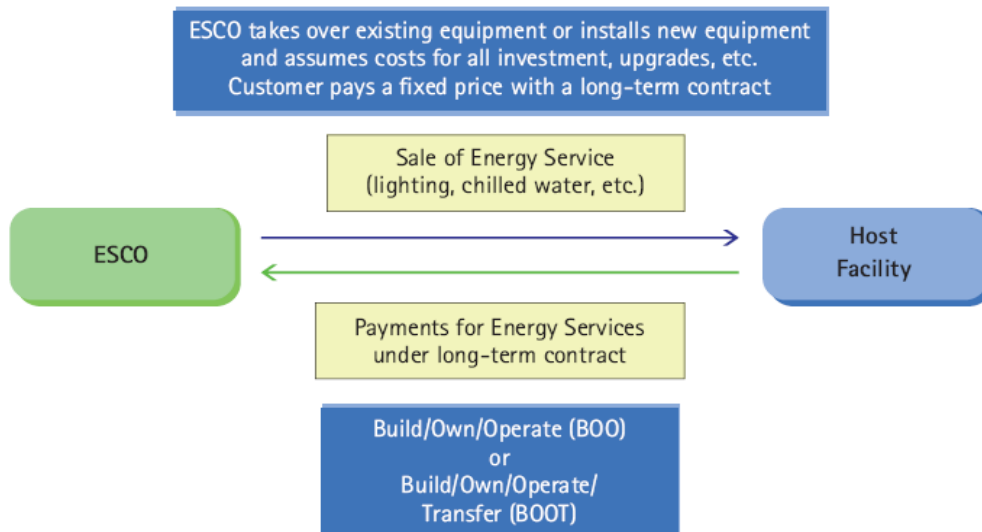 ESCO takes over existing equipment or installs new equipment
and assumes costs for all investment, upgrades, etc.
Customer pays a fixed price with a long-term contract
Sale of Energy Service
(lighting, chilled water, etc.)
ESCO
Host
Facility
Payments for Energy Services
under long-term contract
Build/Own/Operate (BOO)
or
Build/Own/Operate/
Transfer (BOOT)